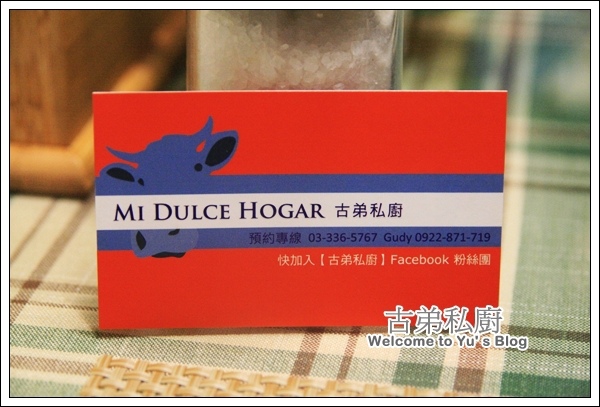 MI DULCE HOGAR 古弟私廚
預約專線 03-336-5767 Gudy 0922-871-719
快加入【古弟私廚】Facebook 粉絲團
古弟私廚
Welcome to Yu's Blog